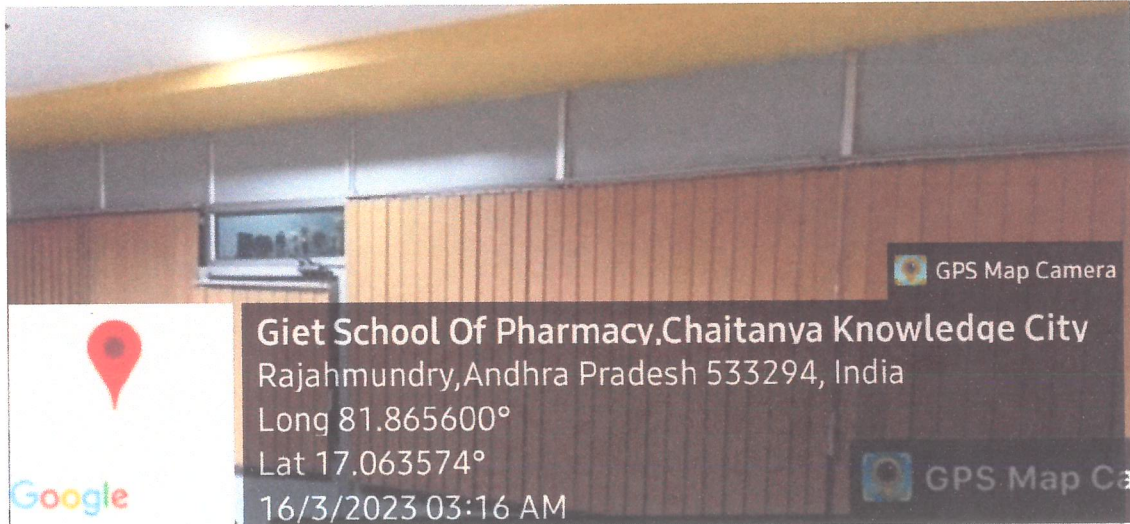 GPS Map Camera
Giet School Of Pharmacy,Chaitanya Knowledge City
Rajahmundry,Andhra Pradesh 533294, India
Long 81.865600°
Lat 17.063574°
16/3/2023 03:16 AM
Google
GPS Map Ca